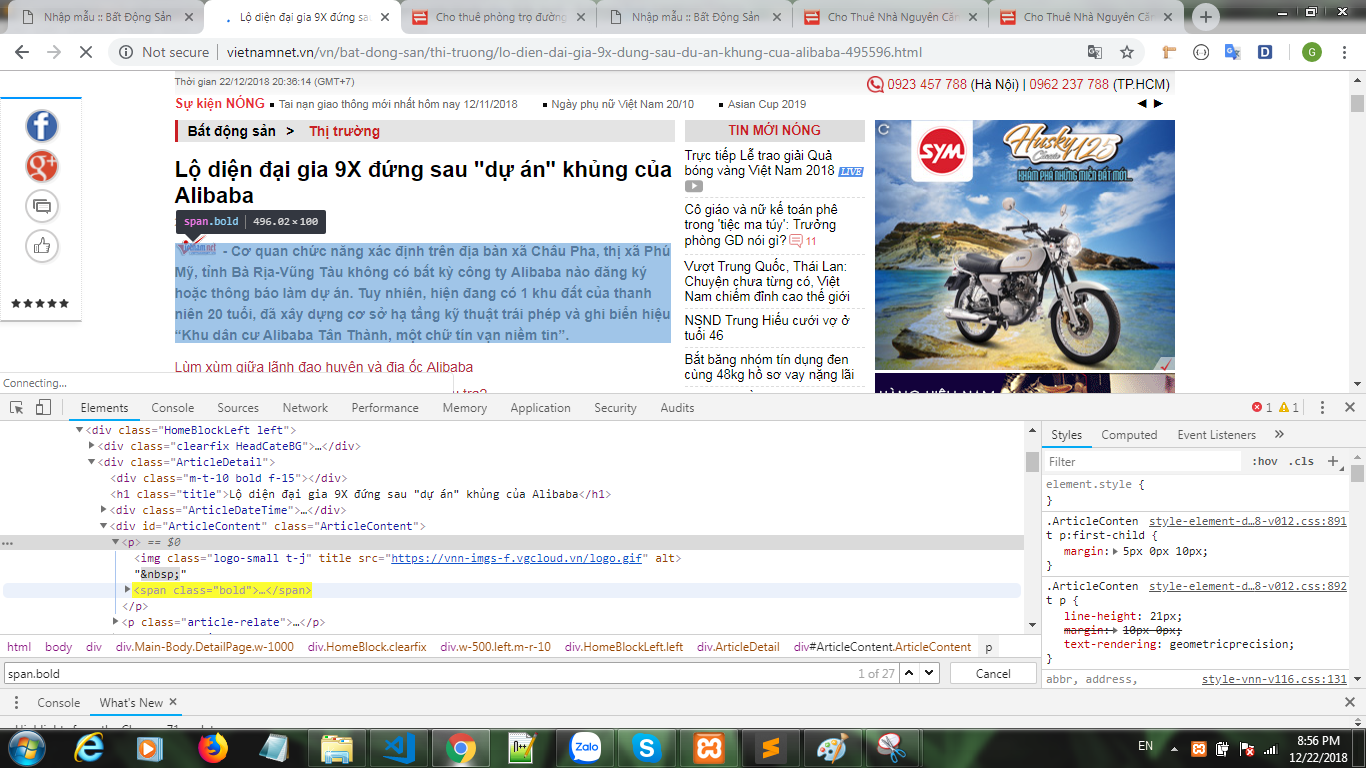 Nhập mẫu :: Bất Động Sản
Lộ diện đại gia 9X đứng sau
Cho thuê phòng trọ đường
Nhập mẫu :: Bất Động Sản
Cho Thuê Nhà Nguyên Căn
Cho Thuê Nhà Nguyên Căn
Not secure | vietnamnet.vn/vn/bat-dong-san/thi-truong/lo-dien-dai-gia-9x-dung-sau-du-an-khung-cua-alibaba-495596.html
D
G
Thời gian 22/12/2018 20:36:14 (GMT+7)
0923 457 788 (Hà Nội) | 0962 237 788 (TP.HCM)
Sự kiện NÓNG
Tai nạn giao thông mới nhất hôm nay 12/11/2018
Ngày phụ nữ Việt Nam 20/10
Asian Cup 2019
Bất động sản > Thị trường
Lộ diện đại gia 9X đứng sau "dự án" khủng của
Alibaba
span.bold | 496.02×100
- Cơ quan chức năng xác định trên địa bàn xã Châu Pha, thị xã Phú
Mỹ, tỉnh Bà Rịa-Vũng Tàu không có bất kỳ công ty Alibaba nào đăng ký
hoặc thông báo làm dự án. Tuy nhiên, hiện đang có 1 khu đất của thanh
niên 20 tuổi, đã xây dựng cơ sở hạ tầng kỹ thuật trái phép và ghi biển hiệu
“Khu dân cư Alibaba Tân Thành, một chữ tín vạn niềm tin”.
Lùm xùm giữa lãnh đạo huyện và địa ốc Alibaba
TIN MỚI NÓNG
Trực tiếp Lễ trao giải Quả
bóng vàng Việt Nam 2018 LIVE
Cô giáo và nữ kế toán phê
trong 'tiệc ma túy': Trưởng
phòng GD nói gì? 11
Vượt Trung Quốc, Thái Lan:
Chuyện chưa từng có, Việt
Nam chiếm đỉnh cao thế giới
NSND Trung Hiếu cưới vợ ở
tuổi 46
Bắt băng nhóm tín dụng đen
cùng 48kg hồ sơ vay nặng lãi
SYM
Husky
Classic 125
KHÁM PHÁ NHỮNG MIỀN ĐẤT MỚI...
Connecting...
Elements Console Sources Network Performance Memory Application Security Audits
1 1
<div class="HomeBlockLeft left">
<div class="clearfix HeadCateBG">…</div>
<div class="ArticleDetail">
<div class="m-t-10 bold f-15"></div>
<h1 class="title">Lộ diện đại gia 9X đứng sau "dự án" khủng của Alibaba</h1>
<div class="ArticleDateTime">…</div>
<div id="ArticleContent" class="ArticleContent">
<p> == $0
<img class="logo-small t-j" title src="https://vnn-imgs-f.vgcloud.vn/logo.gif" alt>
"&nbsp;"
<span class="bold">…</span>
</p>
<p class="article-relate">…</p>
html body div div.Main-Body.DetailPage.w-1000 div.HomeBlock.clearfix div.w-500.left.m-r-10 div.HomeBlockLeft.left div.ArticleDetail div#ArticleContent.ArticleContent p
span.bold
1 of 27
Cancel
Styles Computed Event Listeners »
Filter
:hov .cls +
element.style {
}
.ArticleConten style-element-d…8-v012.css:891
t p:first-child {
margin: 5px 0px 10px;
}
.ArticleConten style-element-d…8-v012.css:892
t p {
line-height: 21px;
margin: 10px 0px;
text-rendering: geometricprecision;
}
abbr, address, style-vnn-v116.css:131
Console What's New
Zalo
EN
8:56 PM
12/22/2018